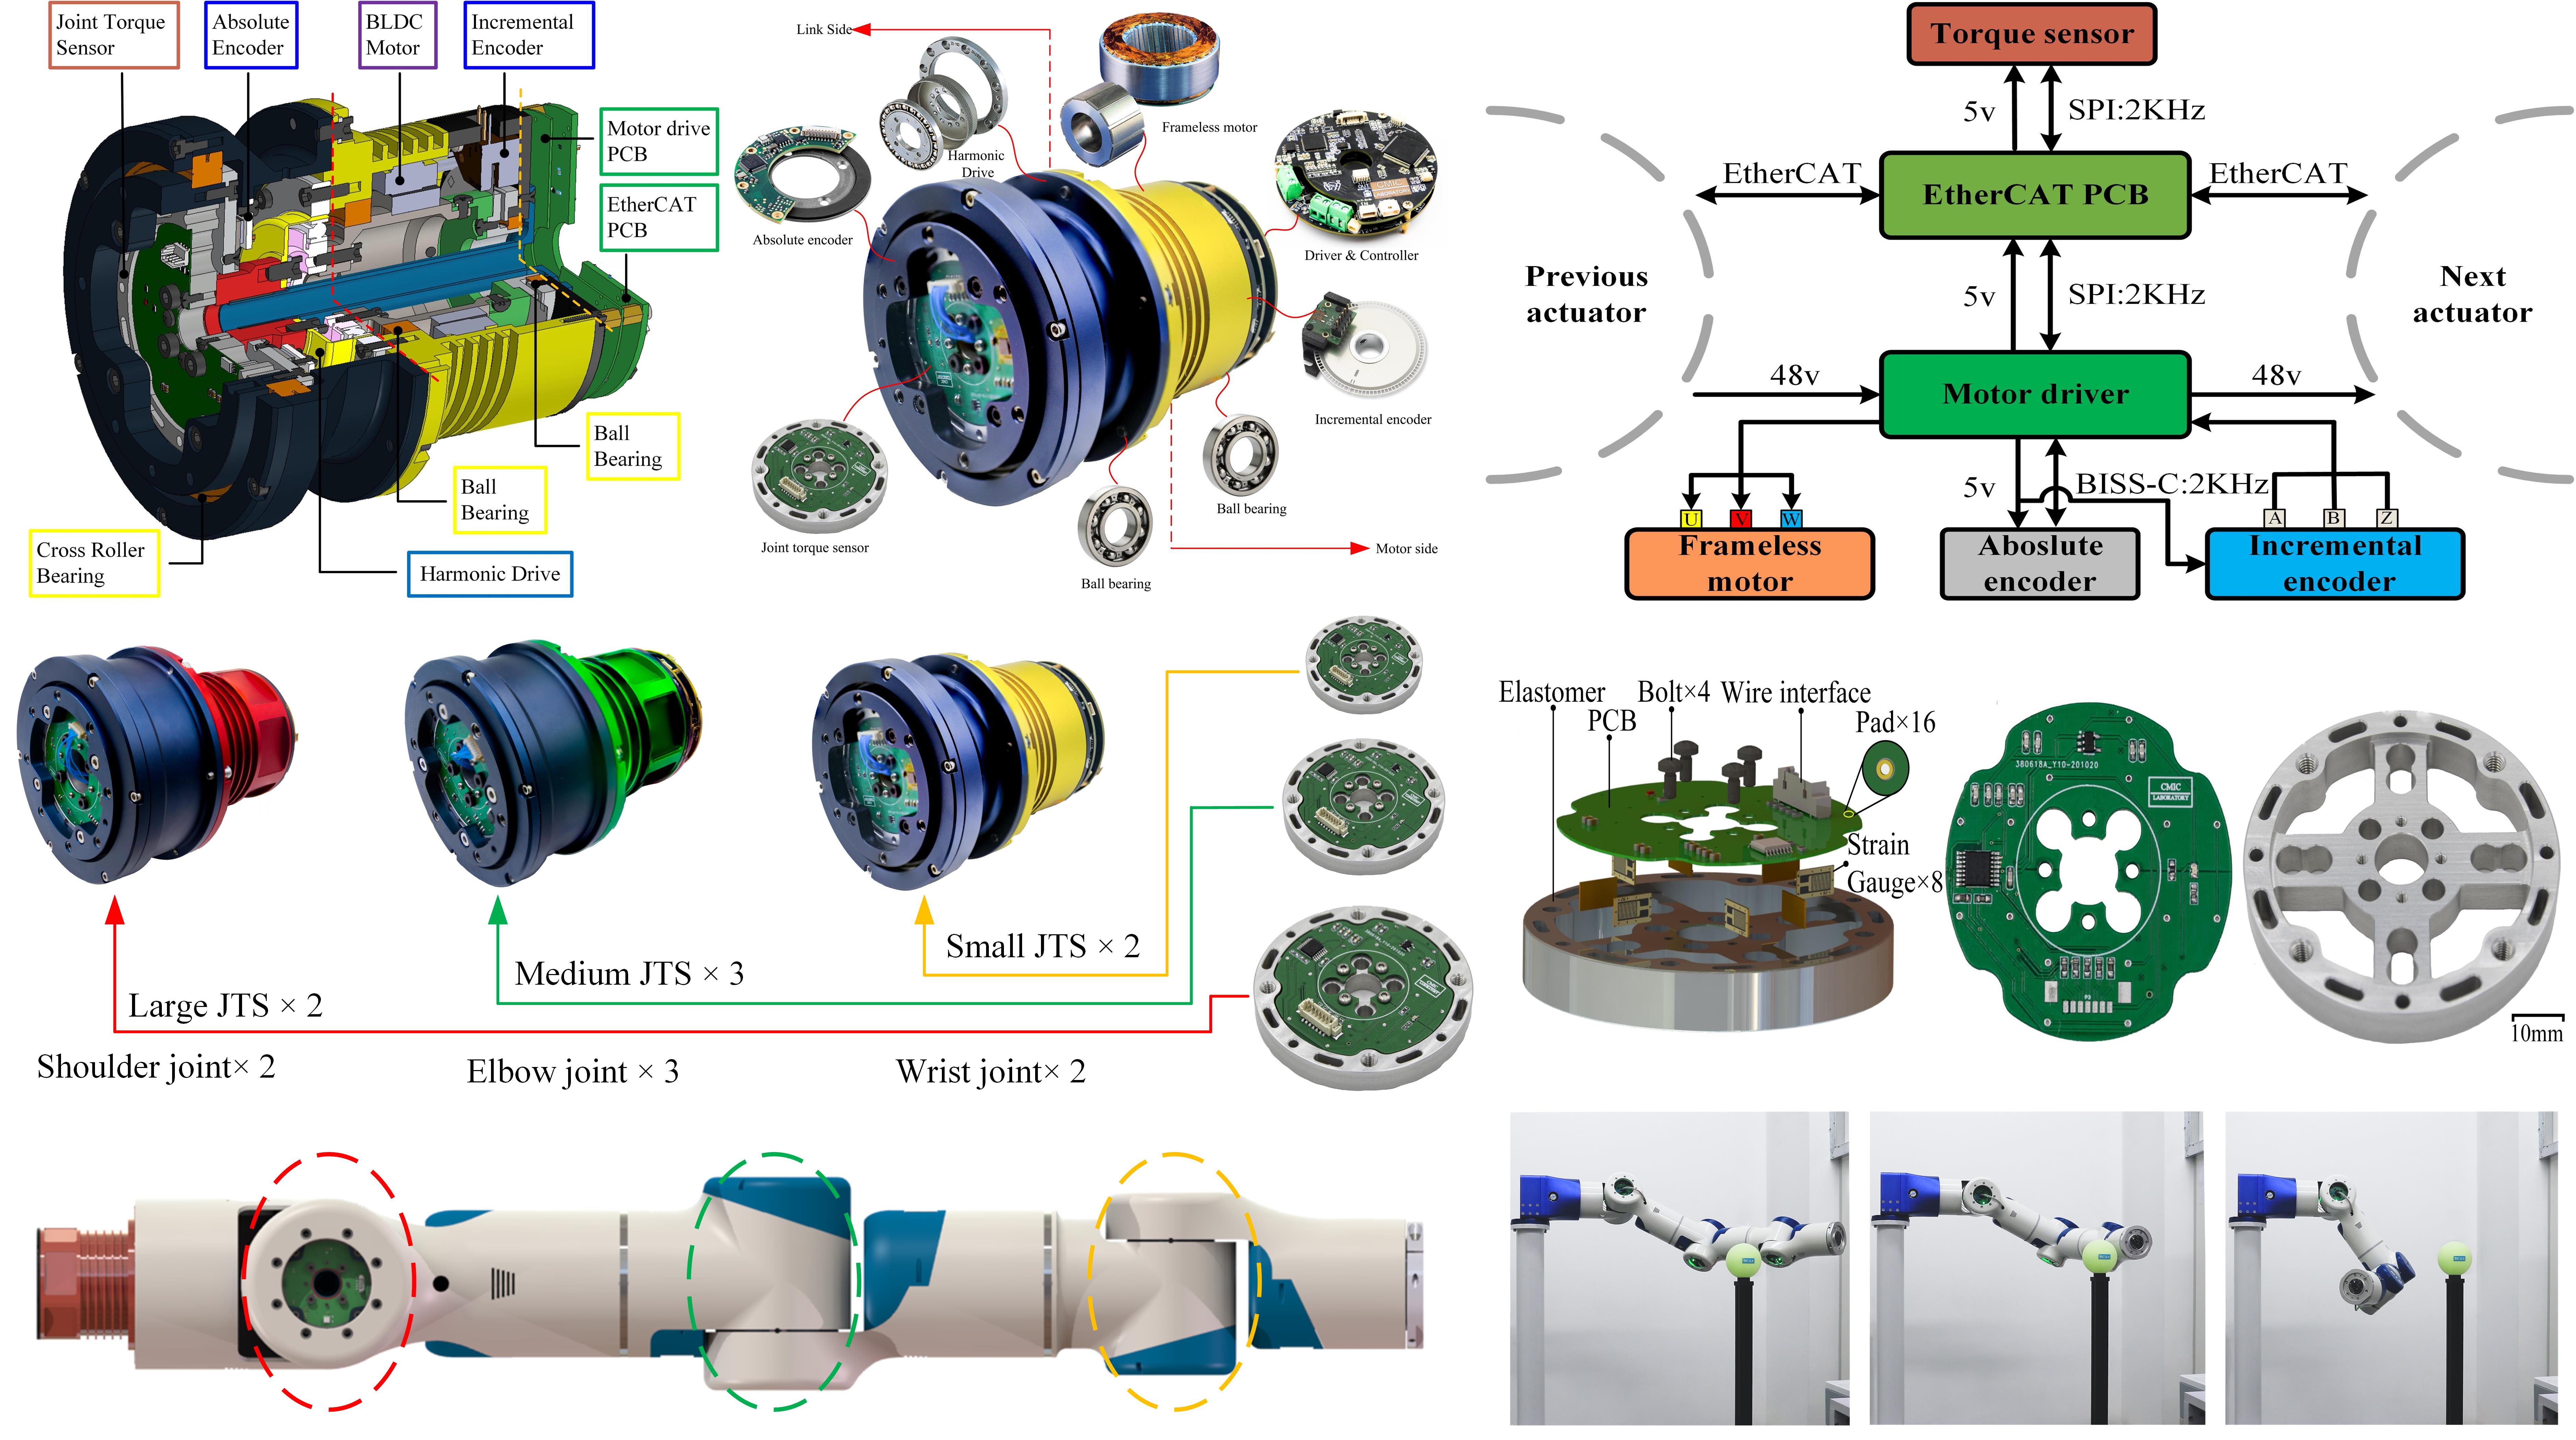 Joint Torque
Sensor
Absolute
Encoder
BLDC
Motor
Incremental
Encoder
Motor drive
PCB
EtherCAT
PCB
Ball
Bearing
Ball
Bearing
Cross Roller
Bearing
Harmonic Drive
Link Side
Harmonic
Drive
Frameless motor
Absolute encoder
Driver & Controller
Incremental encoder
Joint torque sensor
Ball bearing
Ball bearing
Motor side
Torque sensor
5v
SPI:2KHz
EtherCAT
EtherCAT PCB
EtherCAT
Previous
actuator
5v
SPI:2KHz
Next
actuator
48v
Motor driver
48v
5v
BISS-C:2KHz
U
V
W
A
B
Z
Frameless
motor
Aboslute
encoder
Incremental
encoder
Small JTS × 2
Medium JTS × 3
Large JTS × 2
Shoulder joint× 2
Elbow joint × 3
Wrist joint× 2
Elastomer
PCB
Bolt×4
Wire interface
Pad×16
Strain
Gauge×8
380618A_Y10-201020
CMIC
LABORATORY
P3
10mm